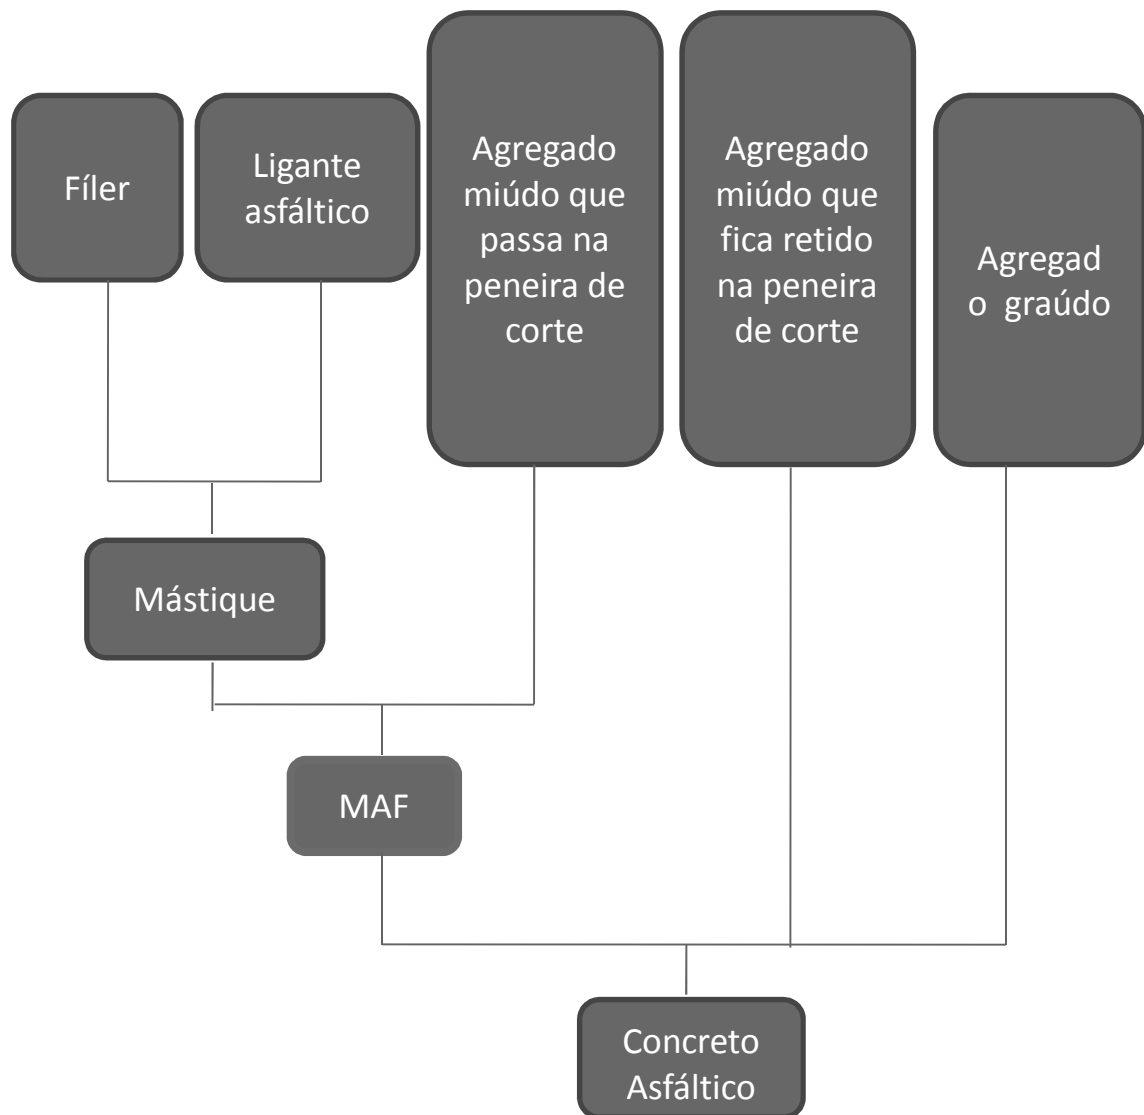 Fíler
Ligante
asfáltico
Agregado
miúdo que
passa na
peneira de
corte
Agregado
miúdo que
fica retido
na peneira
de corte
Agregad
o  graúdo
Mástique
MAF
Concreto
Asfáltico